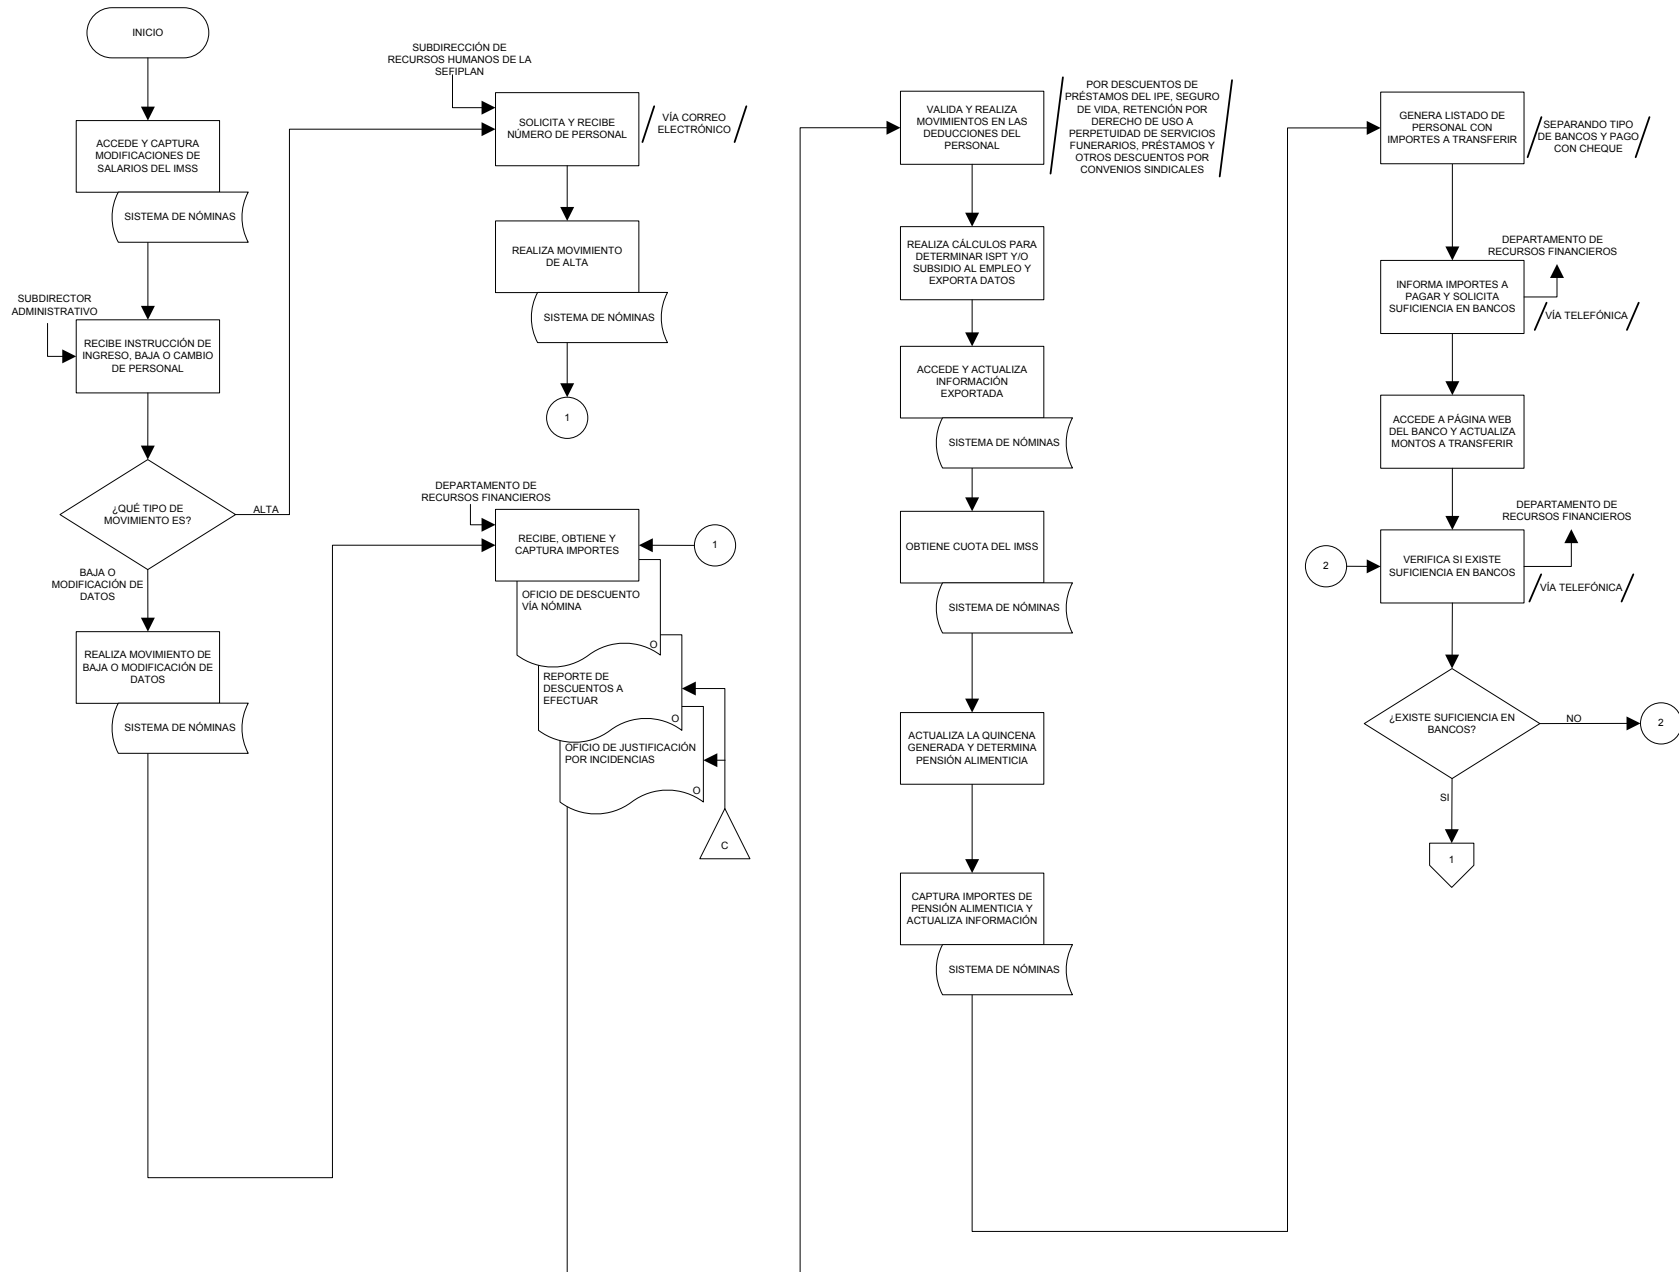 INICIO
ACCEDE Y CAPTURA
MODIFICACIONES DE
SALARIOS DEL IMSS
SISTEMA DE NÓMINAS
SUBDIRECTOR
ADMINISTRATIVO
RECIBE INSTRUCCIÓN DE
INGRESO, BAJA O CAMBIO
DE PERSONAL
¿QUÉ TIPO DE
MOVIMIENTO ES?
ALTA
BAJA O
MODIFICACIÓN DE
DATOS
REALIZA MOVIMIENTO DE
BAJA O MODIFICACIÓN DE
DATOS
SISTEMA DE NÓMINAS
SUBDIRECCIÓN DE
RECURSOS HUMANOS DE LA
SEFIPLAN
SOLICITA Y RECIBE
NÚMERO DE PERSONAL
VÍA CORREO
ELECTRÓNICO
REALIZA MOVIMIENTO
DE ALTA
SISTEMA DE NÓMINAS
1
DEPARTAMENTO DE
RECURSOS FINANCIEROS
RECIBE, OBTIENE Y
CAPTURA IMPORTES
1
OFICIO DE DESCUENTO
VÍA NÓMINA
O
REPORTE DE
DESCUENTOS A
EFECTUAR
O
OFICIO DE JUSTIFICACIÓN
POR INCIDENCIAS
O
C
VALIDA Y REALIZA
MOVIMIENTOS EN LAS
DEDUCCIONES DEL
PERSONAL
POR DESCUENTOS DE
PRÉSTAMOS DEL IPE, SEGURO
DE VIDA, RETENCIÓN POR
DERECHO DE USO A
PERPETUIDAD DE SERVICIOS
FUNERARIOS, PRÉSTAMOS Y
OTROS DESCUENTOS POR
CONVENIOS SINDICALES
REALIZA CÁLCULOS PARA
DETERMINAR ISPT Y/O
SUBSIDIO AL EMPLEO Y
EXPORTA DATOS
ACCEDE Y ACTUALIZA
INFORMACIÓN
EXPORTADA
SISTEMA DE NÓMINAS
OBTIENE CUOTA DEL IMSS
SISTEMA DE NÓMINAS
ACTUALIZA LA QUINCENA
GENERADA Y DETERMINA
PENSIÓN ALIMENTICIA
CAPTURA IMPORTES DE
PENSIÓN ALIMENTICIA Y
ACTUALIZA INFORMACIÓN
SISTEMA DE NÓMINAS
GENERA LISTADO DE
PERSONAL CON
IMPORTES A TRANSFERIR
SEPARANDO TIPO
DE BANCOS Y PAGO
CON CHEQUE
DEPARTAMENTO DE
RECURSOS FINANCIEROS
INFORMA IMPORTES A
PAGAR Y SOLICITA
SUFICIENCIA EN BANCOS
VÍA TELEFÓNICA
ACCEDE A PÁGINA WEB
DEL BANCO Y ACTUALIZA
MONTOS A TRANSFERIR
DEPARTAMENTO DE
RECURSOS FINANCIEROS
2
VERIFICA SI EXISTE
SUFICIENCIA EN BANCOS
VÍA TELEFÓNICA
¿EXISTE SUFICIENCIA EN
BANCOS?
NO
2
SI
1